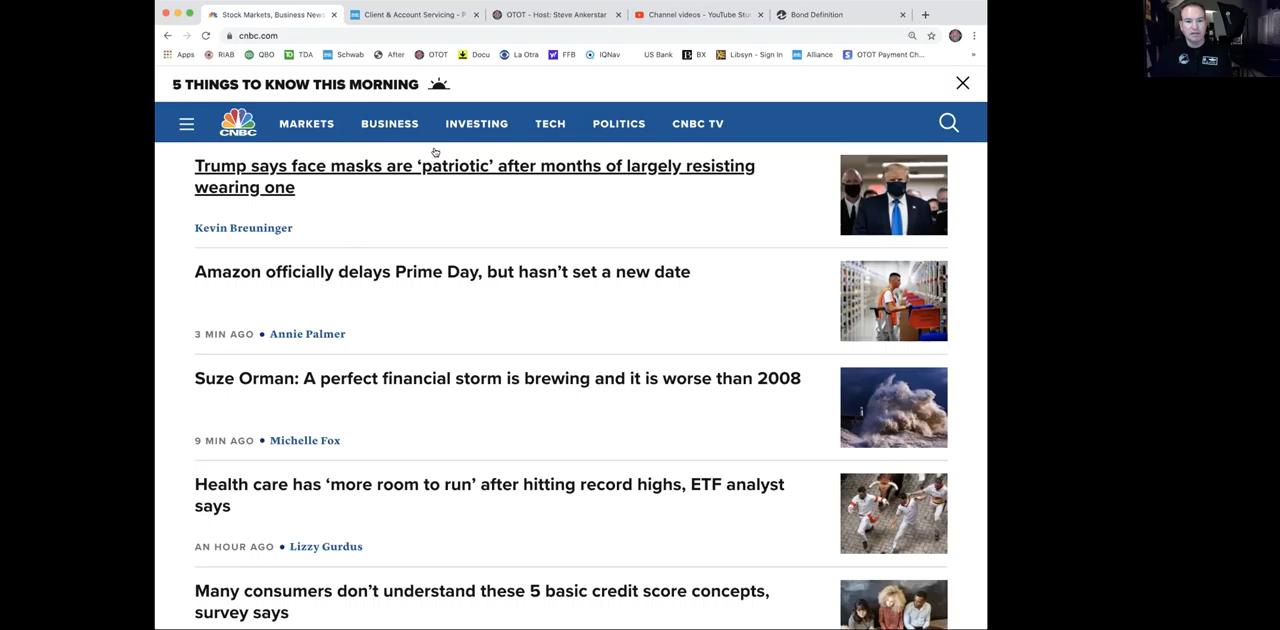 Stock Markets, Business News
Client & Account Servicing - P
OTOT - Host: Steve Ankerstar
Channel videos - YouTube Stu
Bond Definition
cnbc.com
Apps RIAB QBO TDA Schwab After OTOT Docu La Otra FFB IQNav US Bank BX Libsyn - Sign In Alliance OTOT Payment Ch... »
5 THINGS TO KNOW THIS MORNING
CNBC MARKETS BUSINESS INVESTING TECH POLITICS CNBC TV
Trump says face masks are ‘patriotic’ after months of largely resisting
wearing one
Kevin Breuninger
Amazon officially delays Prime Day, but hasn’t set a new date
3 MIN AGO • Annie Palmer
Suze Orman: A perfect financial storm is brewing and it is worse than 2008
9 MIN AGO • Michelle Fox
Health care has ‘more room to run’ after hitting record highs, ETF analyst
says
AN HOUR AGO • Lizzy Gurdus
Many consumers don’t understand these 5 basic credit score concepts,
survey says